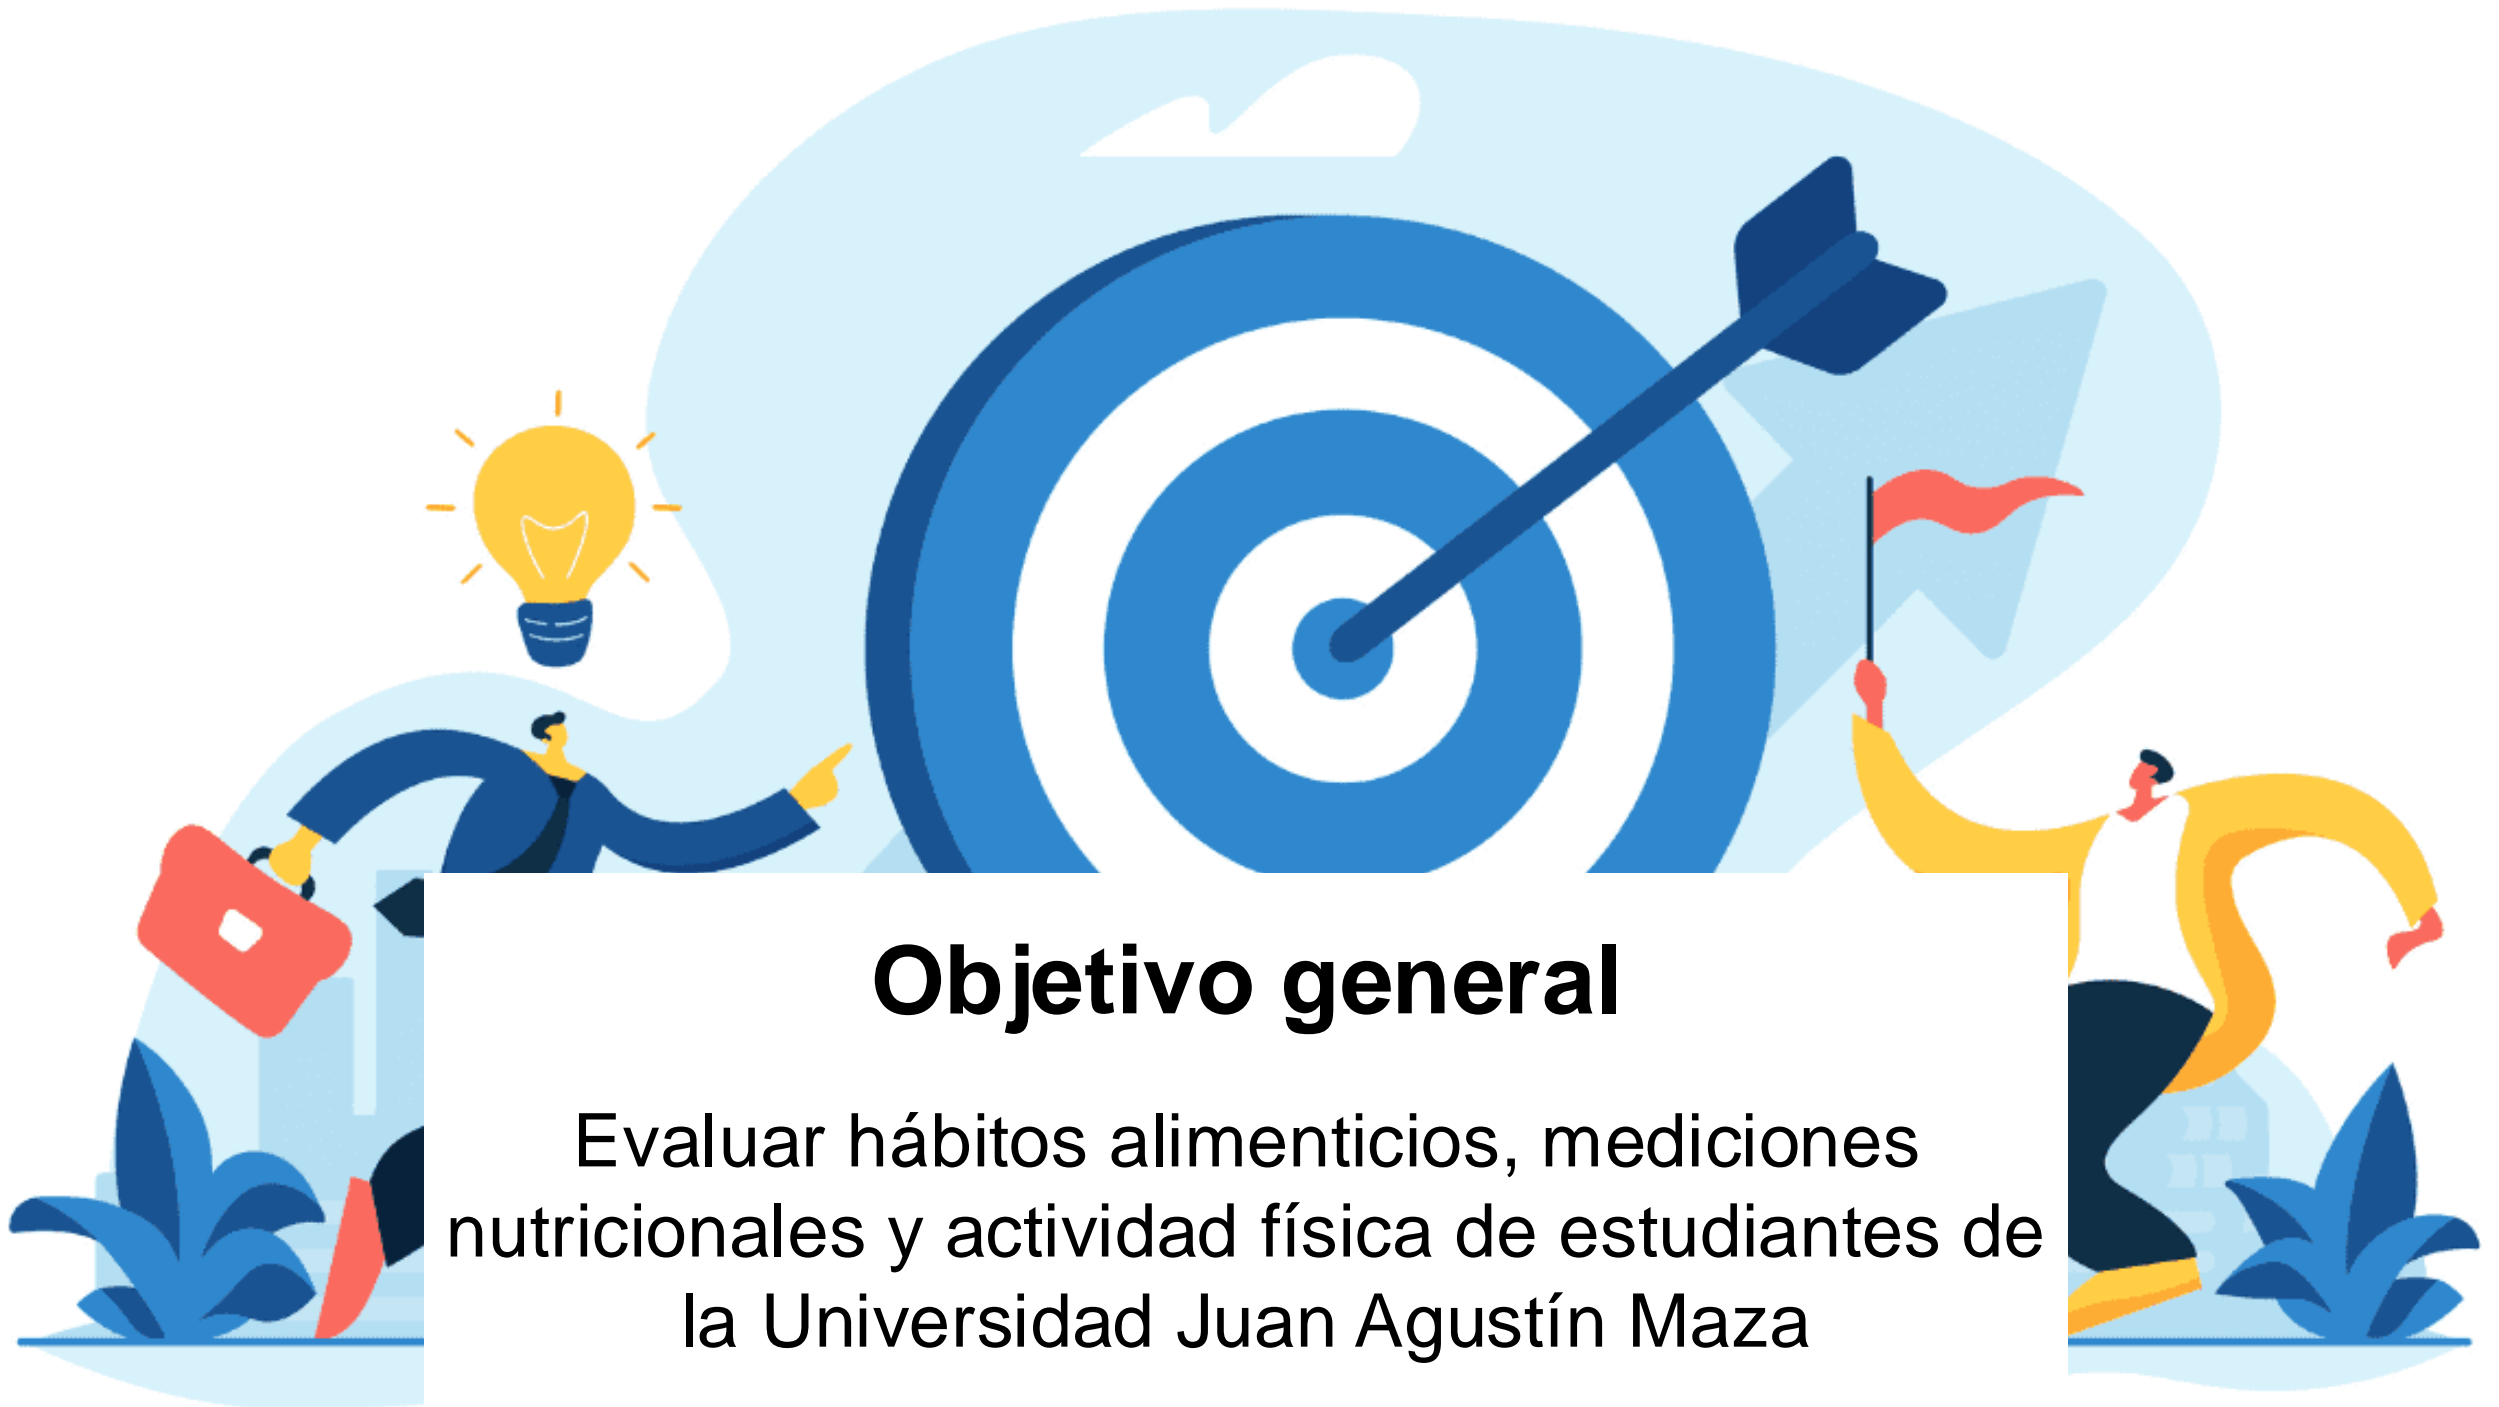 Objetivo general
Evaluar hábitos alimenticios, mediciones
nutricionales y actividad física de estudiantes de
la Universidad Juan Agustín Maza